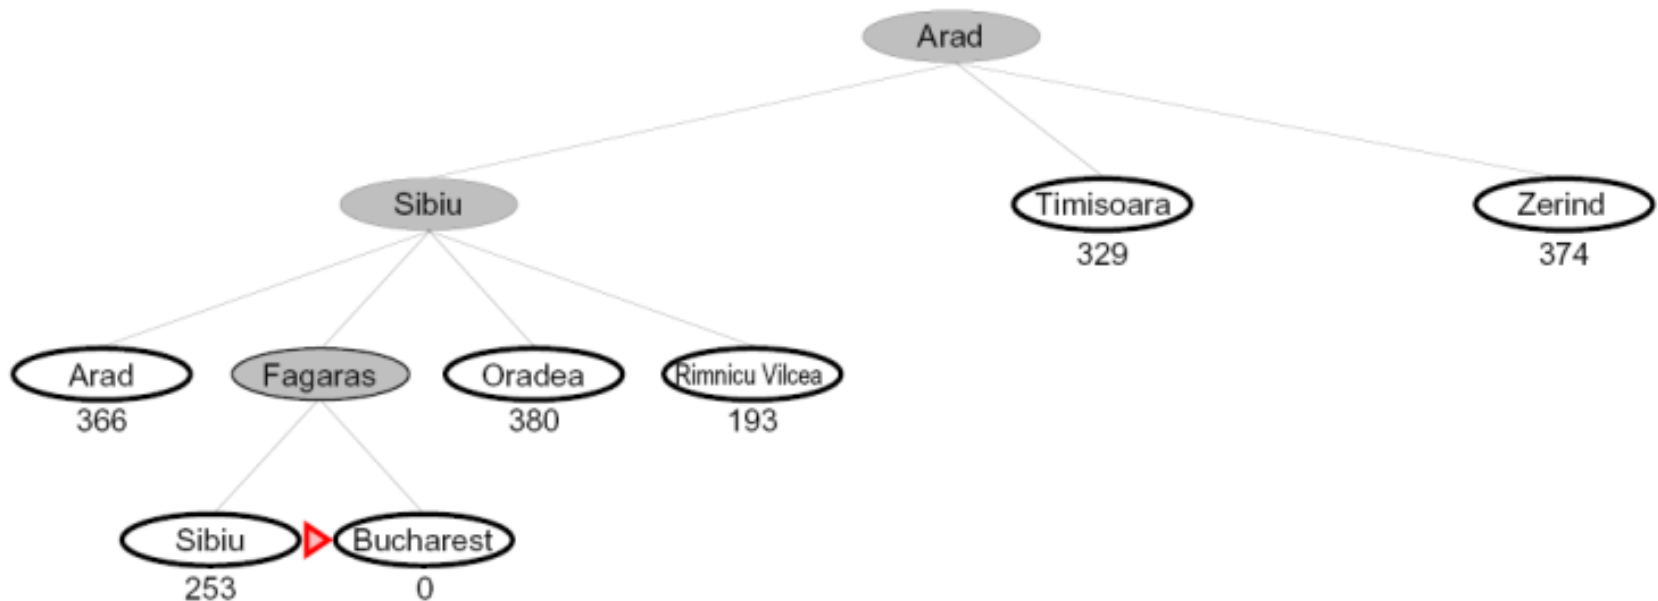 Arad
Sibiu
Timisoara
Zerind
329
374
Arad
Fagaras
Oradea
Rimnicu Vilcea
366
380
193
Sibiu
Bucharest
253
0